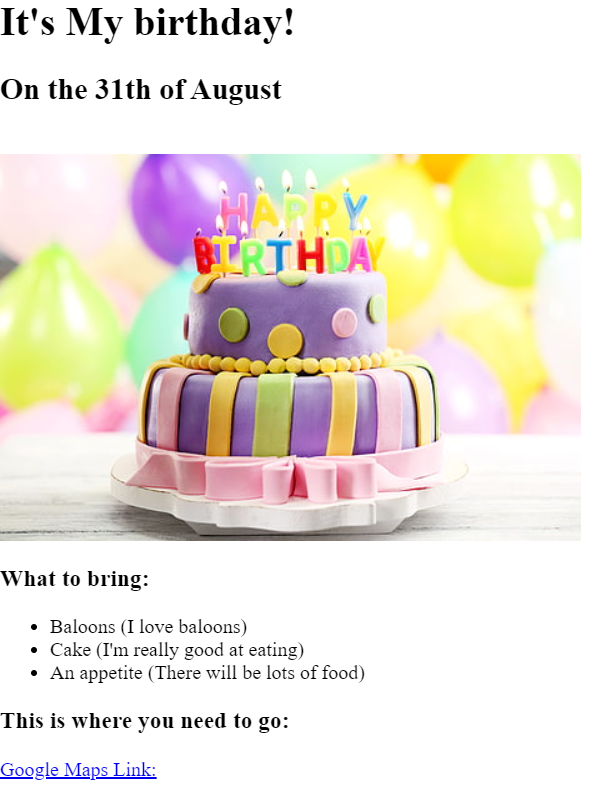 It's My birthday!
On the 31th of August
HAPPY
BIRTHDAY
What to bring:
Baloons (I love baloons)
Cake (I'm really good at eating)
An appetite (There will be lots of food)
This is where you need to go:
Google Maps Link: